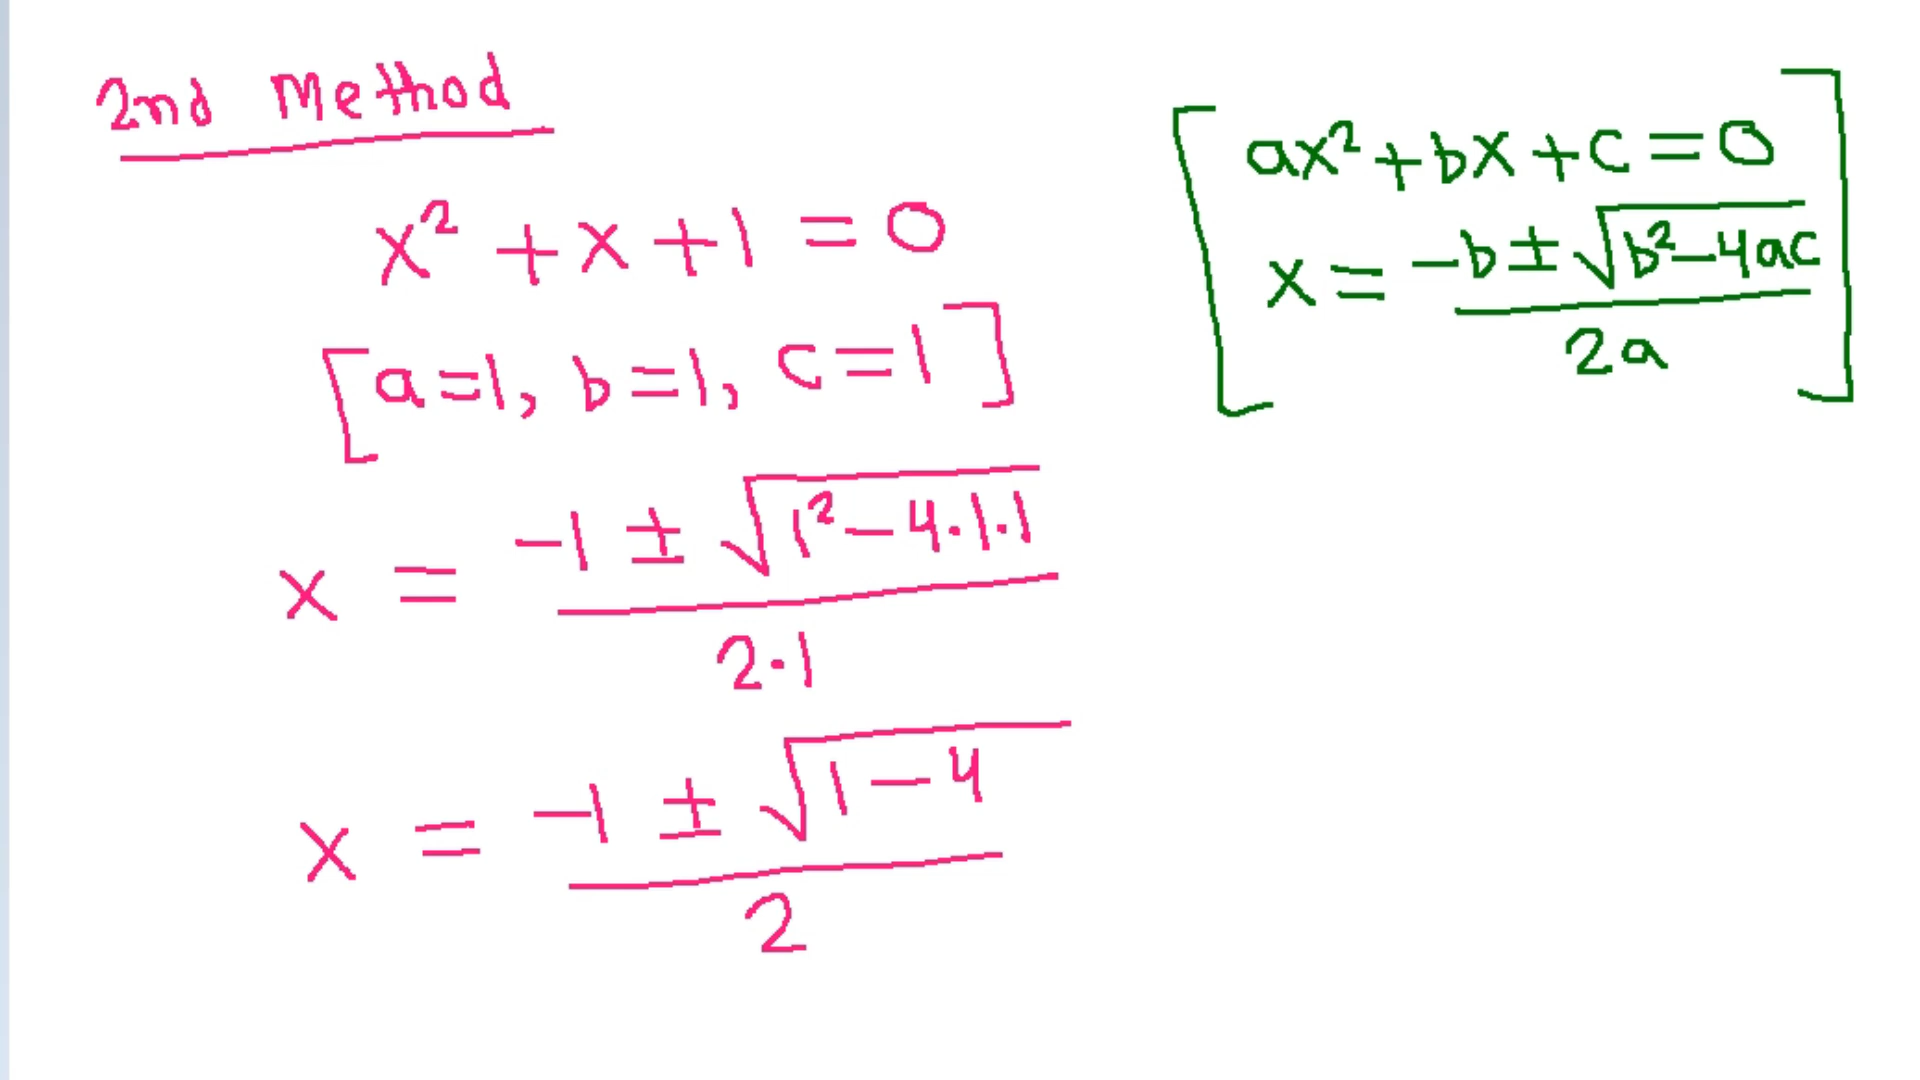 2nd Method
x² + x + 1 = 0
[a=1, b=1, c=1]
x = (-1 ± √(1² - 4·1·1)) / (2·1)
x = (-1 ± √(1 - 4)) / 2
[ax² + bx + c = 0
x = (-b ± √(b² - 4ac)) / (2a)]